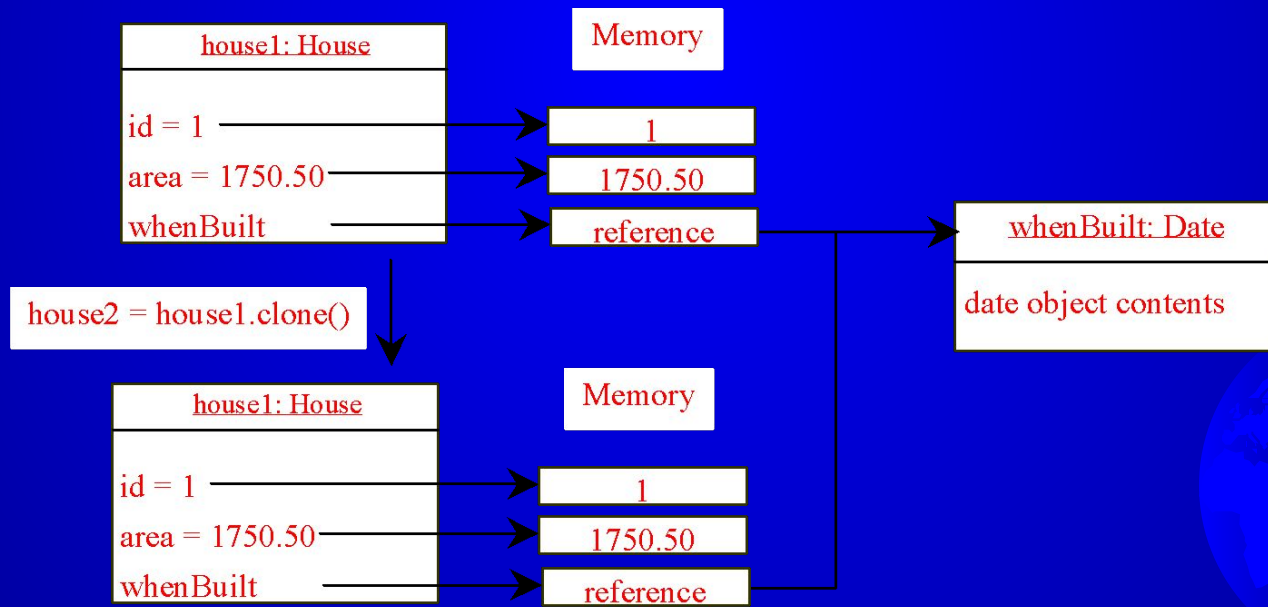 house1: House
id = 1
area = 1750.50
whenBuilt
Memory
1
1750.50
reference
whenBuilt: Date
date object contents
house2 = house1.clone()
house1: House
id = 1
area = 1750.50
whenBuilt
Memory
1
1750.50
reference